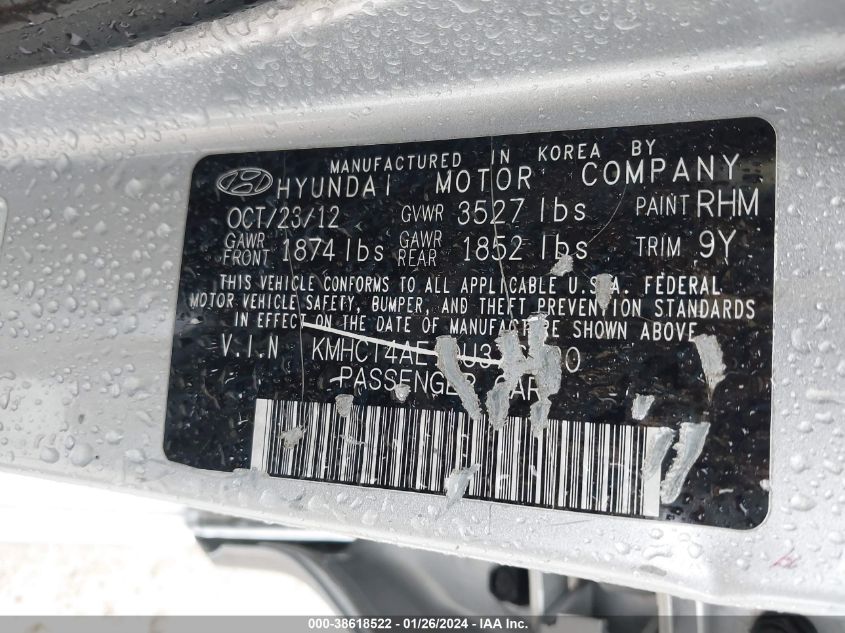 MANUFACTURED IN KOREA BY
HYUNDAI MOTOR COMPANY
OCT/23/12 GVWR 3527 lbs PAINT RHM
GAWR FRONT 1874 lbs GAWR REAR 1852 lbs TRIM 9Y
THIS VEHICLE CONFORMS TO ALL APPLICABLE U.S.A. FEDERAL
MOTOR VEHICLE SAFETY, BUMPER, AND THEFT PREVENTION STANDARDS
IN EFFECT ON THE DATE OF MANUFACTURE SHOWN ABOVE.
V.I.N
PASSENGER CAR
000-38618522 - 01/26/2024 - IAA Inc.